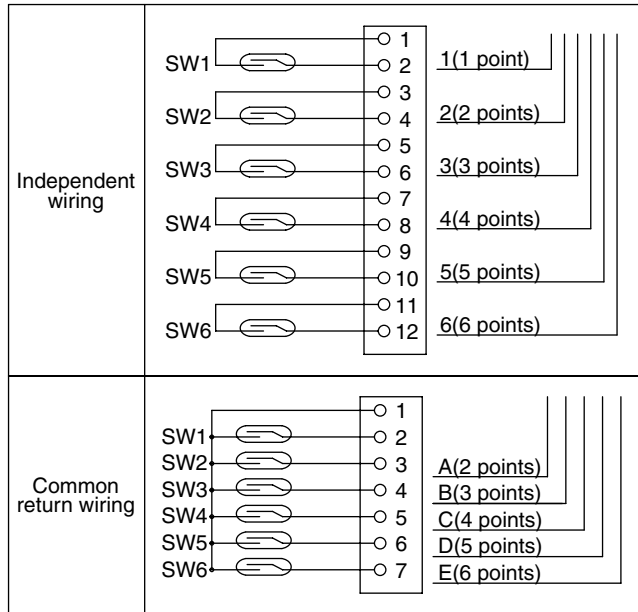 Independent
wiring
SW1
SW2
SW3
SW4
SW5
SW6
1
2
3
4
5
6
7
8
9
10
11
12
1(1 point)
2(2 points)
3(3 points)
4(4 points)
5(5 points)
6(6 points)
Common
return wiring
SW1
SW2
SW3
SW4
SW5
SW6
1
2
3
4
5
6
7
A(2 points)
B(3 points)
C(4 points)
D(5 points)
E(6 points)